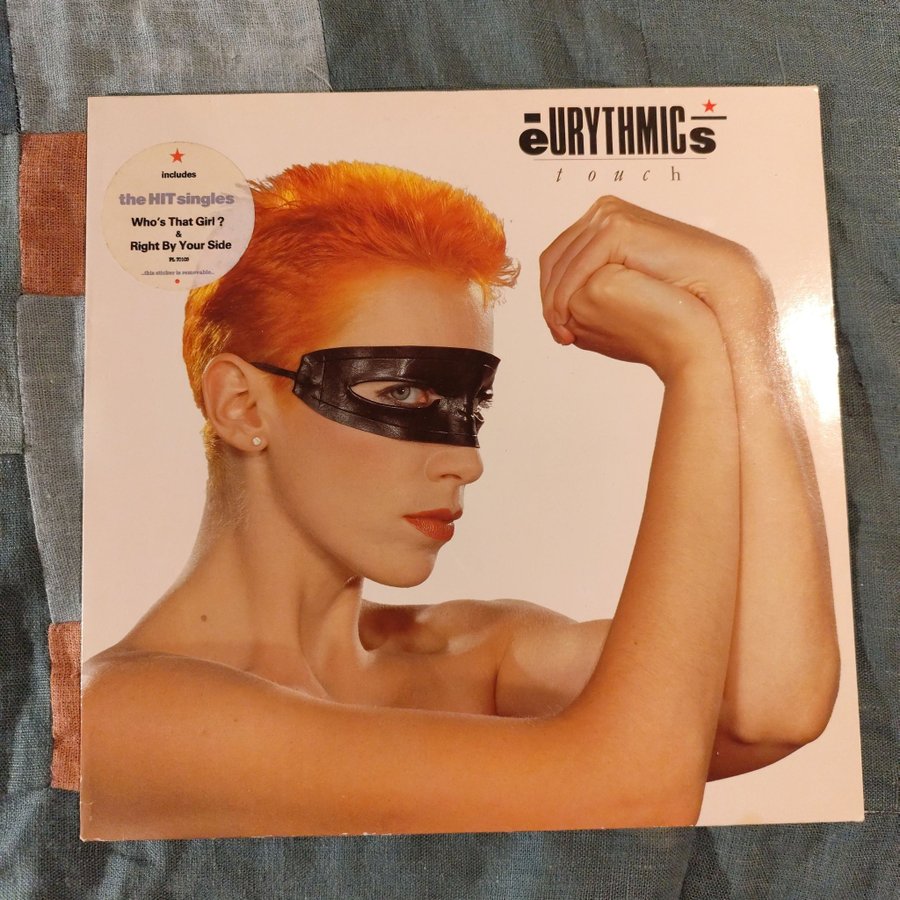 includes
the HIT singles
Who's That Girl ?
&
Right By Your Side
PL 70109
..this sticker is removable..
eURYTHMICs
touch